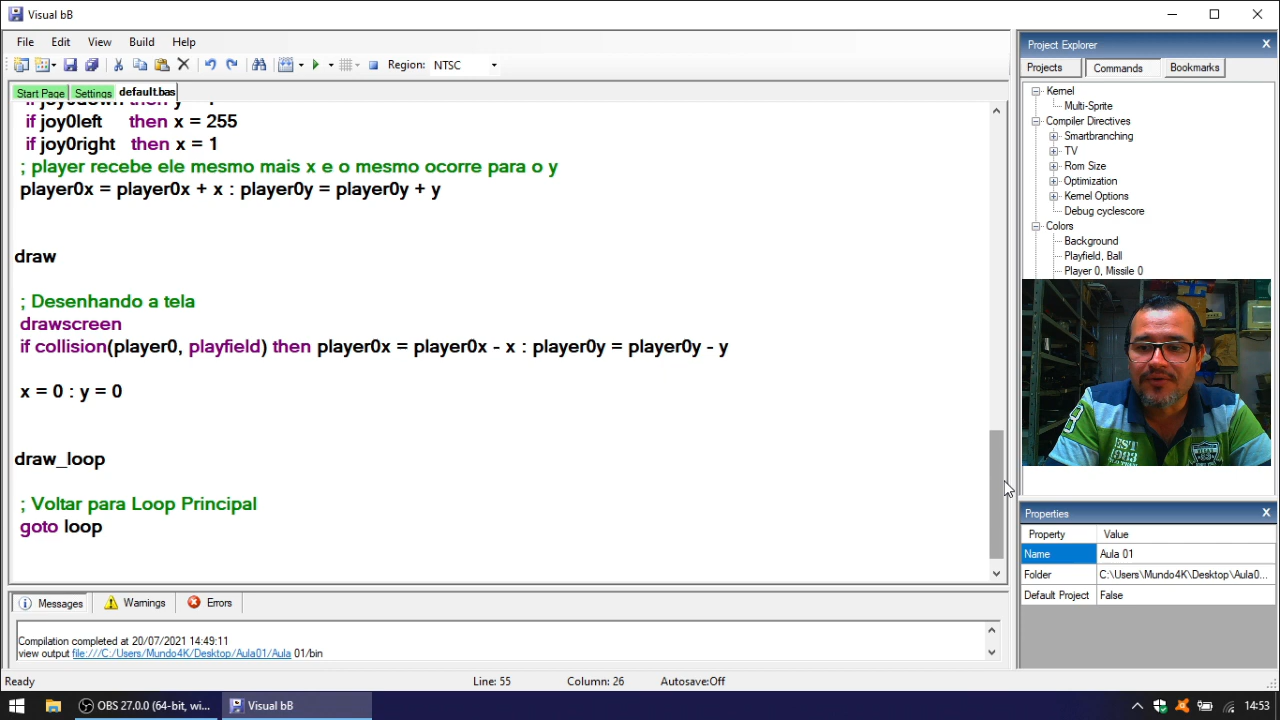 Visual bB
File Edit View Build Help
Region: NTSC
Start Page Settings default.bas
if joy0down then y = 1
if joy0left then x = 255
if joy0right then x = 1
; player recebe ele mesmo mais x e o mesmo ocorre para o y
player0x = player0x + x : player0y = player0y + y
draw
; Desenhando a tela
drawscreen
if collision(player0, playfield) then player0x = player0x - x : player0y = player0y - y
x = 0 : y = 0
draw_loop
; Voltar para Loop Principal
goto loop
Messages Warnings Errors
Compilation completed at 20/07/2021 14:49:11
view output file:///C:/Users/Mundo4K/Desktop/Aula01/Aula 01/bin
Project Explorer X
Projects Commands Bookmarks
Kernel
Multi-Sprite
Compiler Directives
Smartbranching
TV
Rom Size
Optimization
Kernel Options
Debug cyclescore
Colors
Background
Playfield, Ball
Player 0, Missile 0
EST
993
Properties X
Property Value
Name Aula 01
Folder C:\Users\Mundo4K\Desktop\Aula0...
Default Project False
Ready Line: 55 Column: 26 Autosave:Off
OBS 27.0.0 (64-bit, wi... Visual bB 14:53